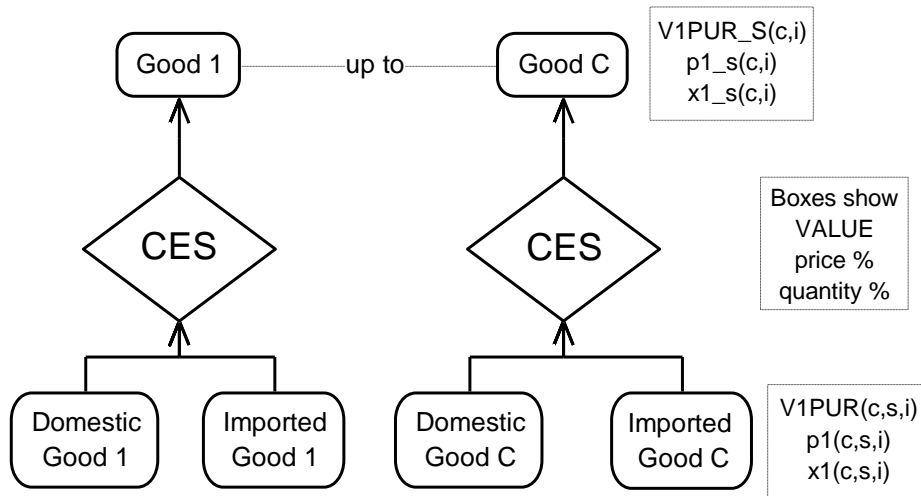 Good 1
up to
Good C
V1PUR_S(c,i)
p1_s(c,i)
x1_s(c,i)
CES
CES
Boxes show
VALUE
price %
quantity %
Domestic
Good 1
Imported
Good 1
Domestic
Good C
Imported
Good C
V1PUR(c,s,i)
p1(c,s,i)
x1(c,s,i)